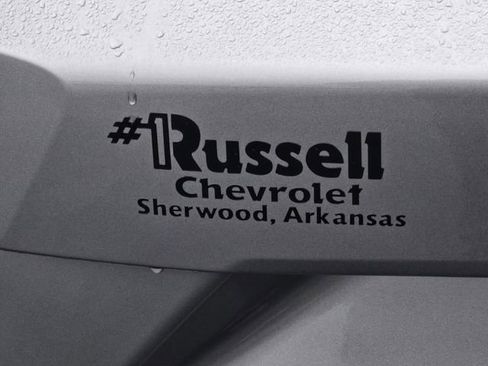 #1Russell
Chevrolet
Sherwood, Arkansas